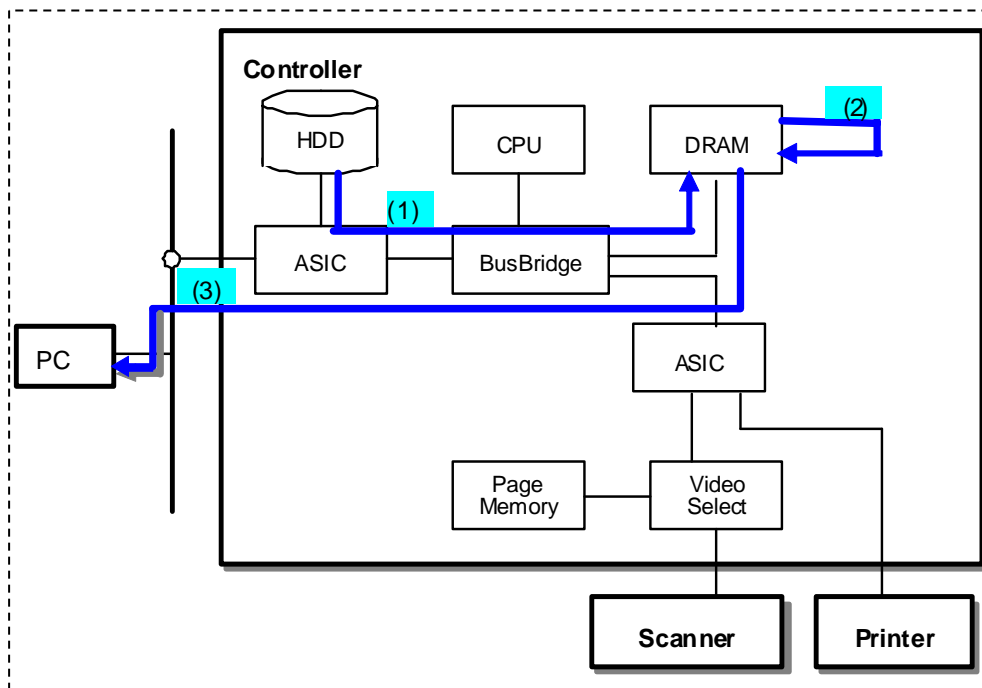 Controller
HDD
CPU
DRAM
(2)
(1)
ASIC
BusBridge
(3)
PC
ASIC
Page
Memory
Video
Select
Scanner
Printer